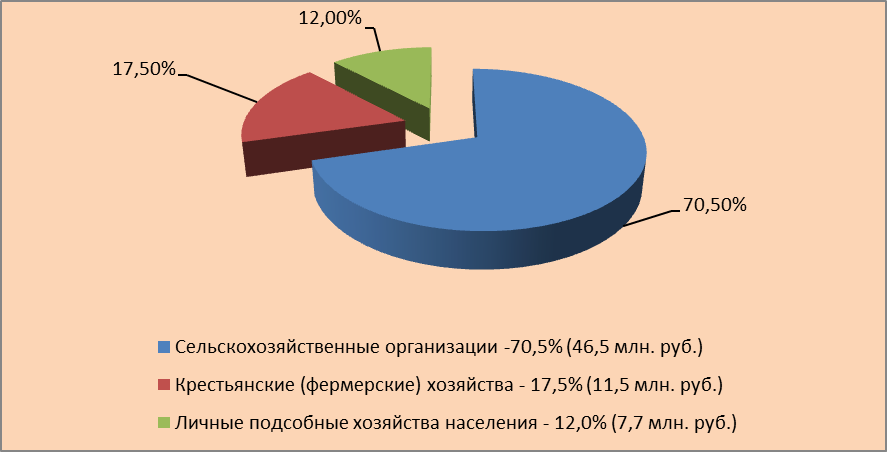 12,00%
17,50%
70,50%
Сельскохозяйственные организации -70,5% (46,5 млн. руб.)
Крестьянские (фермерские) хозяйства - 17,5% (11,5 млн. руб.)
Личные подсобные хозяйства населения - 12,0% (7,7 млн. руб.)